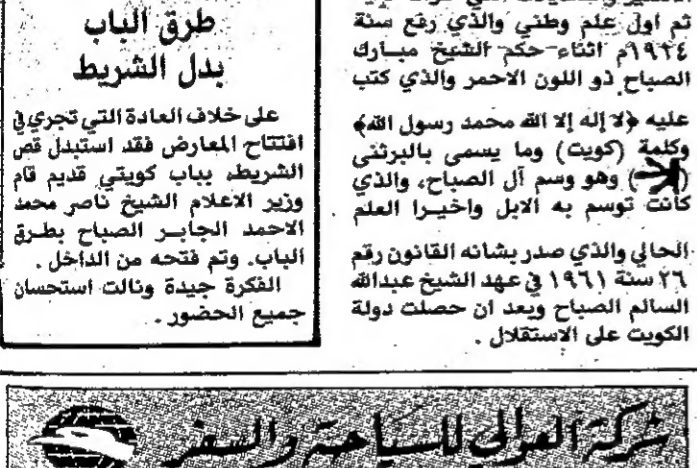 ثم اول علم وطني والذي رفع سنة
١٩٢٤م اثناء حكم الشيخ مبارك
الصباح ذو اللون الاحمر والذي كتب
عليه ﴿لا إله إلا الله محمد رسول الله﴾
وكلمة (كويت) وما يسمى بالبرثني
( ) وهو وسم آل الصباح، والذي
كانت توسم به الابل واخيرا العلم
الحالي والذي صدر بشانه القانون رقم
٢٦ سنة ١٩٦١ في عهد الشيخ عبدالله
السالم الصباح وبعد ان حصلت دولة
الكويت على الاستقلال .
طرق الباب
بدل الشريط
على خلاف العادة التي تجري في
افتتاح المعارض فقد استبدل قص
الشريط، بباب كويتي قديم قام
وزير الاعلام الشيخ ناصر محمد
الاحمد الجابر الصباح بطرق
الباب. وتم فتحه من الداخل .
الفكرة جيدة ونالت استحسان
جميع الحضور .
شركة العوالي للسياحة والسفر